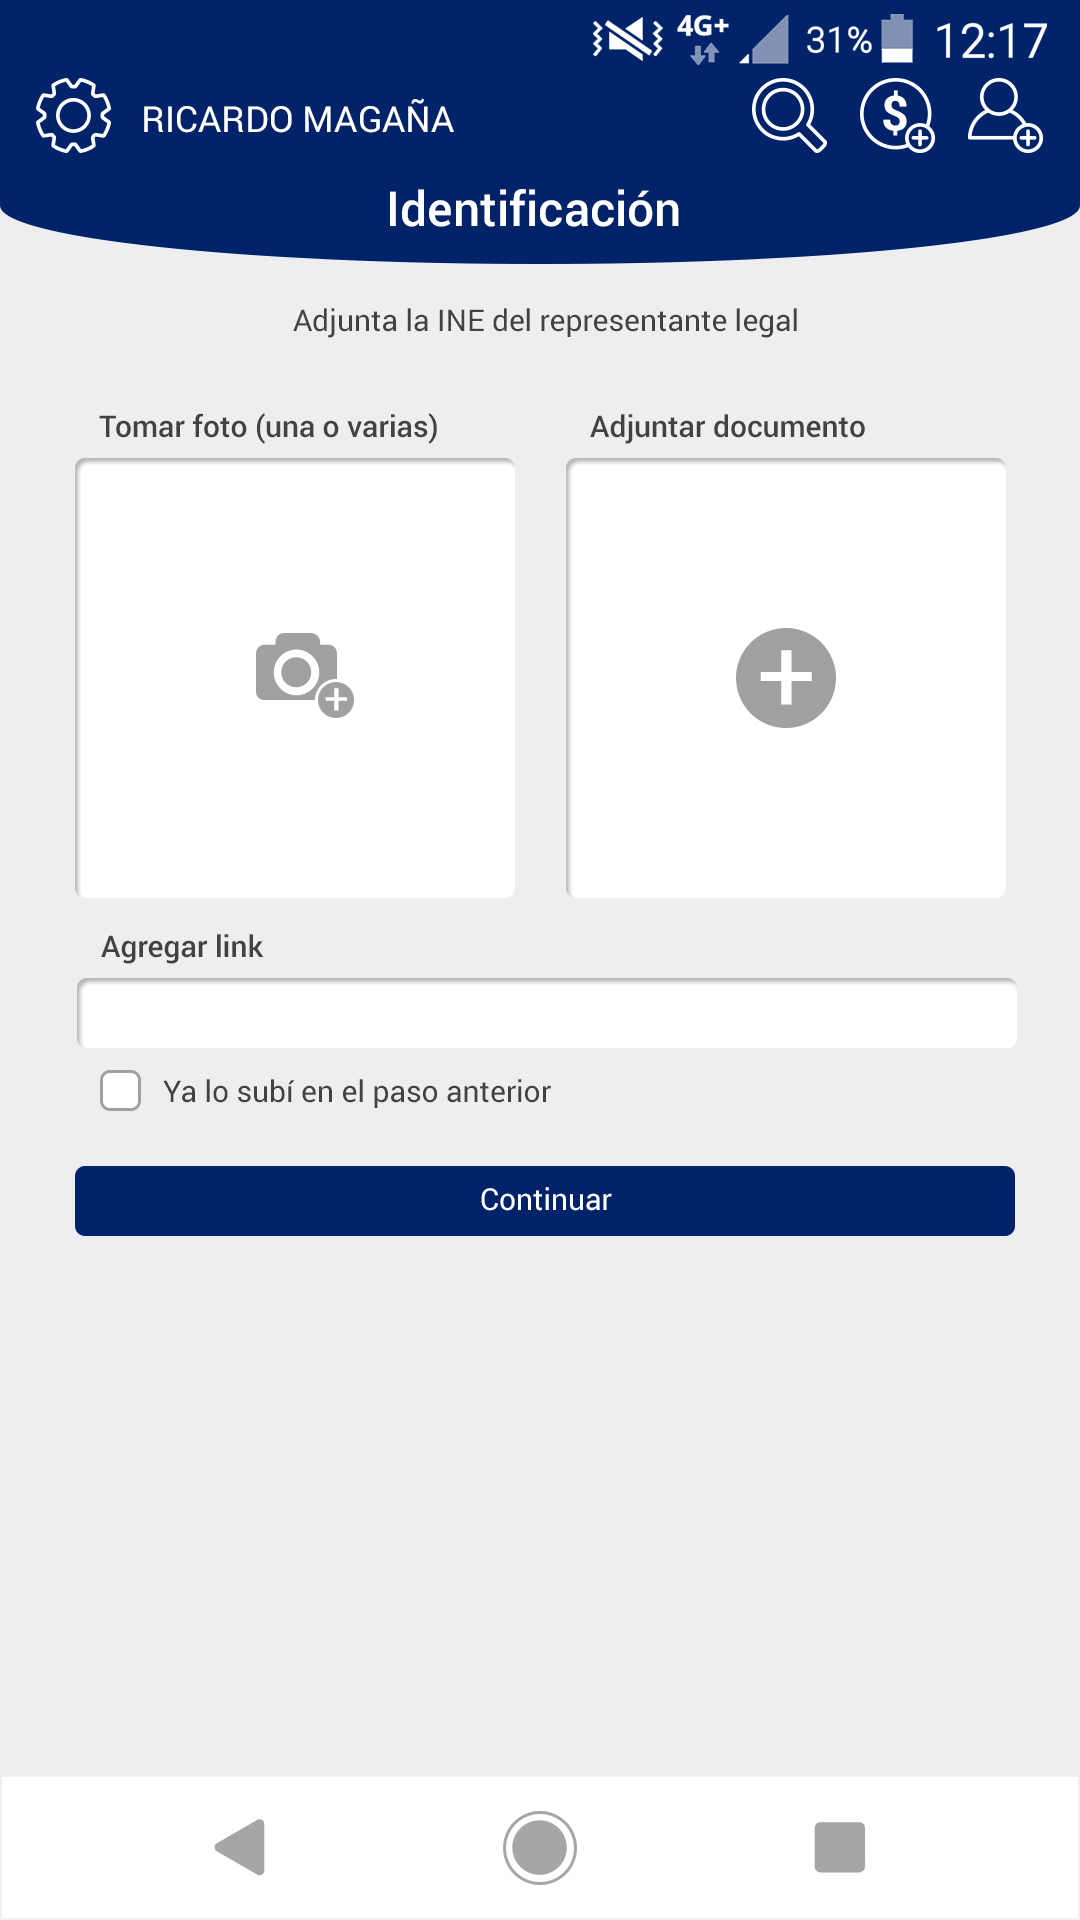 4G+ 31% 12:17
RICARDO MAGAÑA
Identificación
Adjunta la INE del representante legal
Tomar foto (una o varias)
Adjuntar documento
Agregar link
Ya lo subí en el paso anterior
Continuar